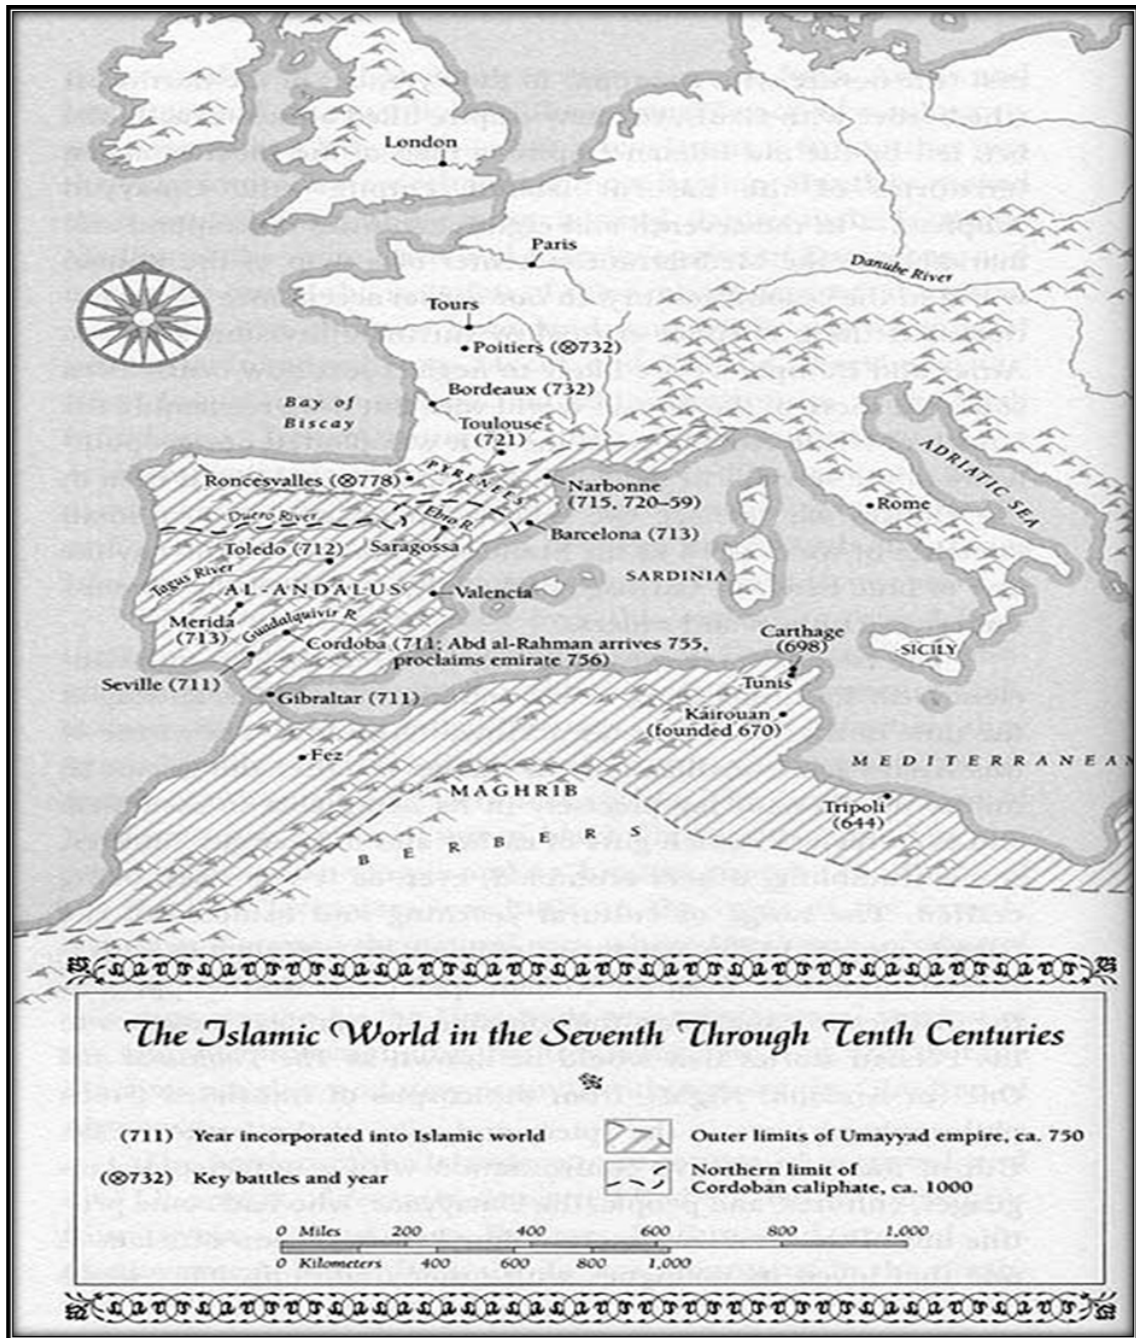 London
Paris
Danube River
Tours
Poitiers (⊗732)
Bordeaux (732)
Bay of
Biscay
Toulouse
(721)
PYRENEES
ADRIATIC SEA
Roncesvalles (⊗778)
Narbonne
(715, 720–59)
Rome
Duero River
Ebro R.
Barcelona (713)
Toledo (712)
Saragossa
SARDINIA
Tagus River
AL-ANDALUS
Valencia
Merida
(713)
Guadalquivir R.
Cordoba (711; Abd al-Rahman arrives 755,
proclaims emirate 756)
Carthage
(698)
SICILY
Seville (711)
Tunis
Gibraltar (711)
Kairouan
(founded 670)
Fez
MEDITERRANEAN
MAGHRIB
Tripoli
(644)
BERBERS
The Islamic World in the Seventh Through Tenth Centuries
(711) Year incorporated into Islamic world
Outer limits of Umayyad empire, ca. 750
(⊗732) Key battles and year
Northern limit of
Cordoban caliphate, ca. 1000
0 Miles 200 400 600 800 1,000
0 Kilometers 400 600 800 1,000